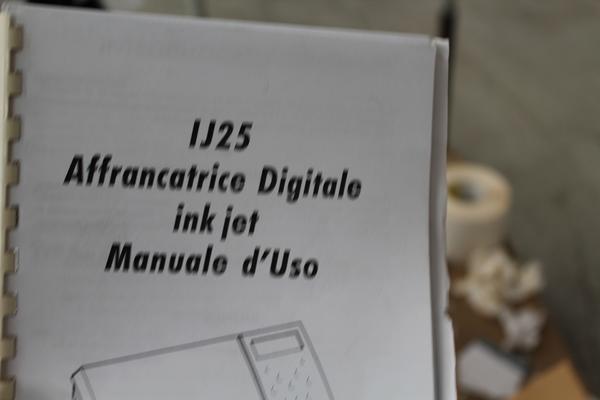 IJ25
Affrancatrice Digitale
ink jet
Manuale d'Uso